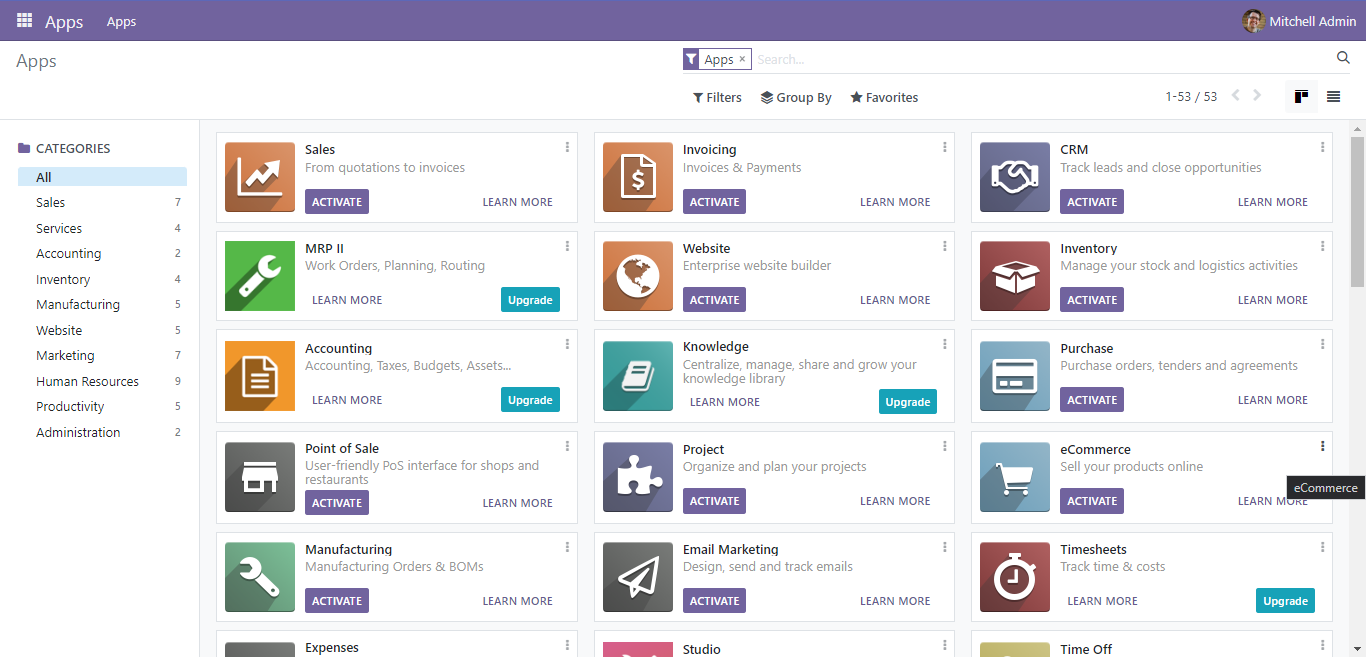 Apps Apps Mitchell Admin
Apps
Apps × Search...
Filters Group By Favorites 1-53 / 53
CATEGORIES
All
Sales 7
Services 4
Accounting 2
Inventory 4
Manufacturing 5
Website 5
Marketing 7
Human Resources 9
Productivity 5
Administration 2
Sales
From quotations to invoices
ACTIVATE LEARN MORE
Invoicing
Invoices & Payments
ACTIVATE LEARN MORE
CRM
Track leads and close opportunities
ACTIVATE LEARN MORE
MRP II
Work Orders, Planning, Routing
LEARN MORE Upgrade
Website
Enterprise website builder
ACTIVATE LEARN MORE
Inventory
Manage your stock and logistics activities
ACTIVATE LEARN MORE
Accounting
Accounting, Taxes, Budgets, Assets...
LEARN MORE Upgrade
Knowledge
Centralize, manage, share and grow your
knowledge library
LEARN MORE Upgrade
Purchase
Purchase orders, tenders and agreements
ACTIVATE LEARN MORE
Point of Sale
User-friendly PoS interface for shops and
restaurants
ACTIVATE LEARN MORE
Project
Organize and plan your projects
ACTIVATE LEARN MORE
eCommerce
Sell your products online
eCommerce
ACTIVATE LEARN MORE
Manufacturing
Manufacturing Orders & BOMs
ACTIVATE LEARN MORE
Email Marketing
Design, send and track emails
ACTIVATE LEARN MORE
Timesheets
Track time & costs
LEARN MORE Upgrade
Expenses
Studio
Time Off